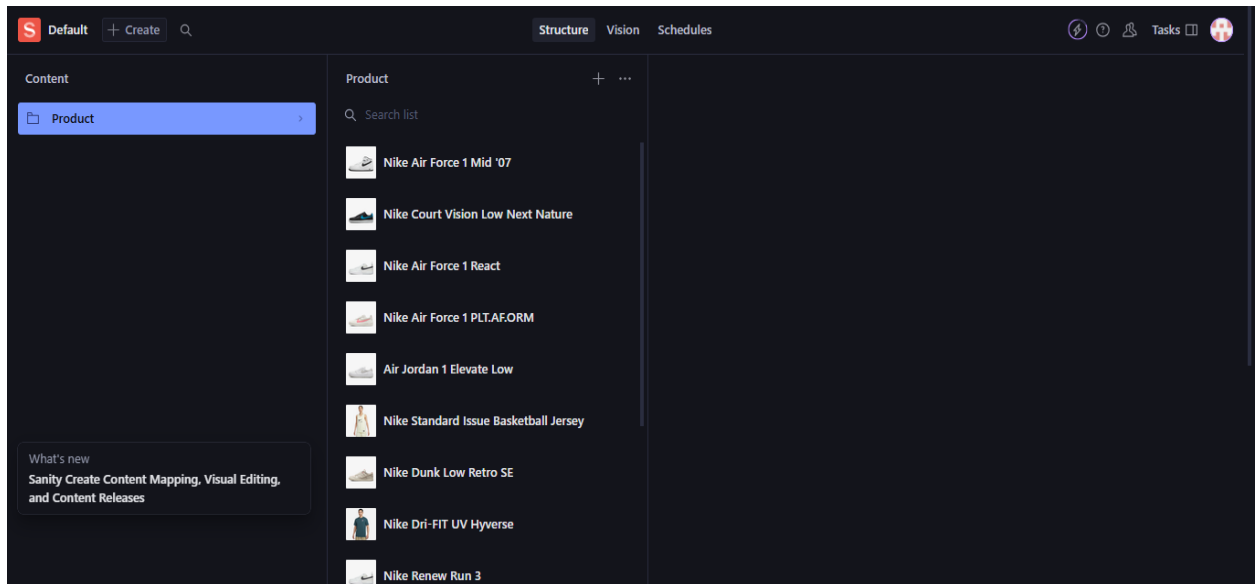 S Default + Create Structure Vision Schedules Tasks
Content
Product
What's new
Sanity Create Content Mapping, Visual Editing,
and Content Releases
Product
Search list
Nike Air Force 1 Mid '07
Nike Court Vision Low Next Nature
Nike Air Force 1 React
Nike Air Force 1 PLT.AF.ORM
Air Jordan 1 Elevate Low
Nike Standard Issue Basketball Jersey
Nike Dunk Low Retro SE
Nike Dri-FIT UV Hyverse
Nike Renew Run 3